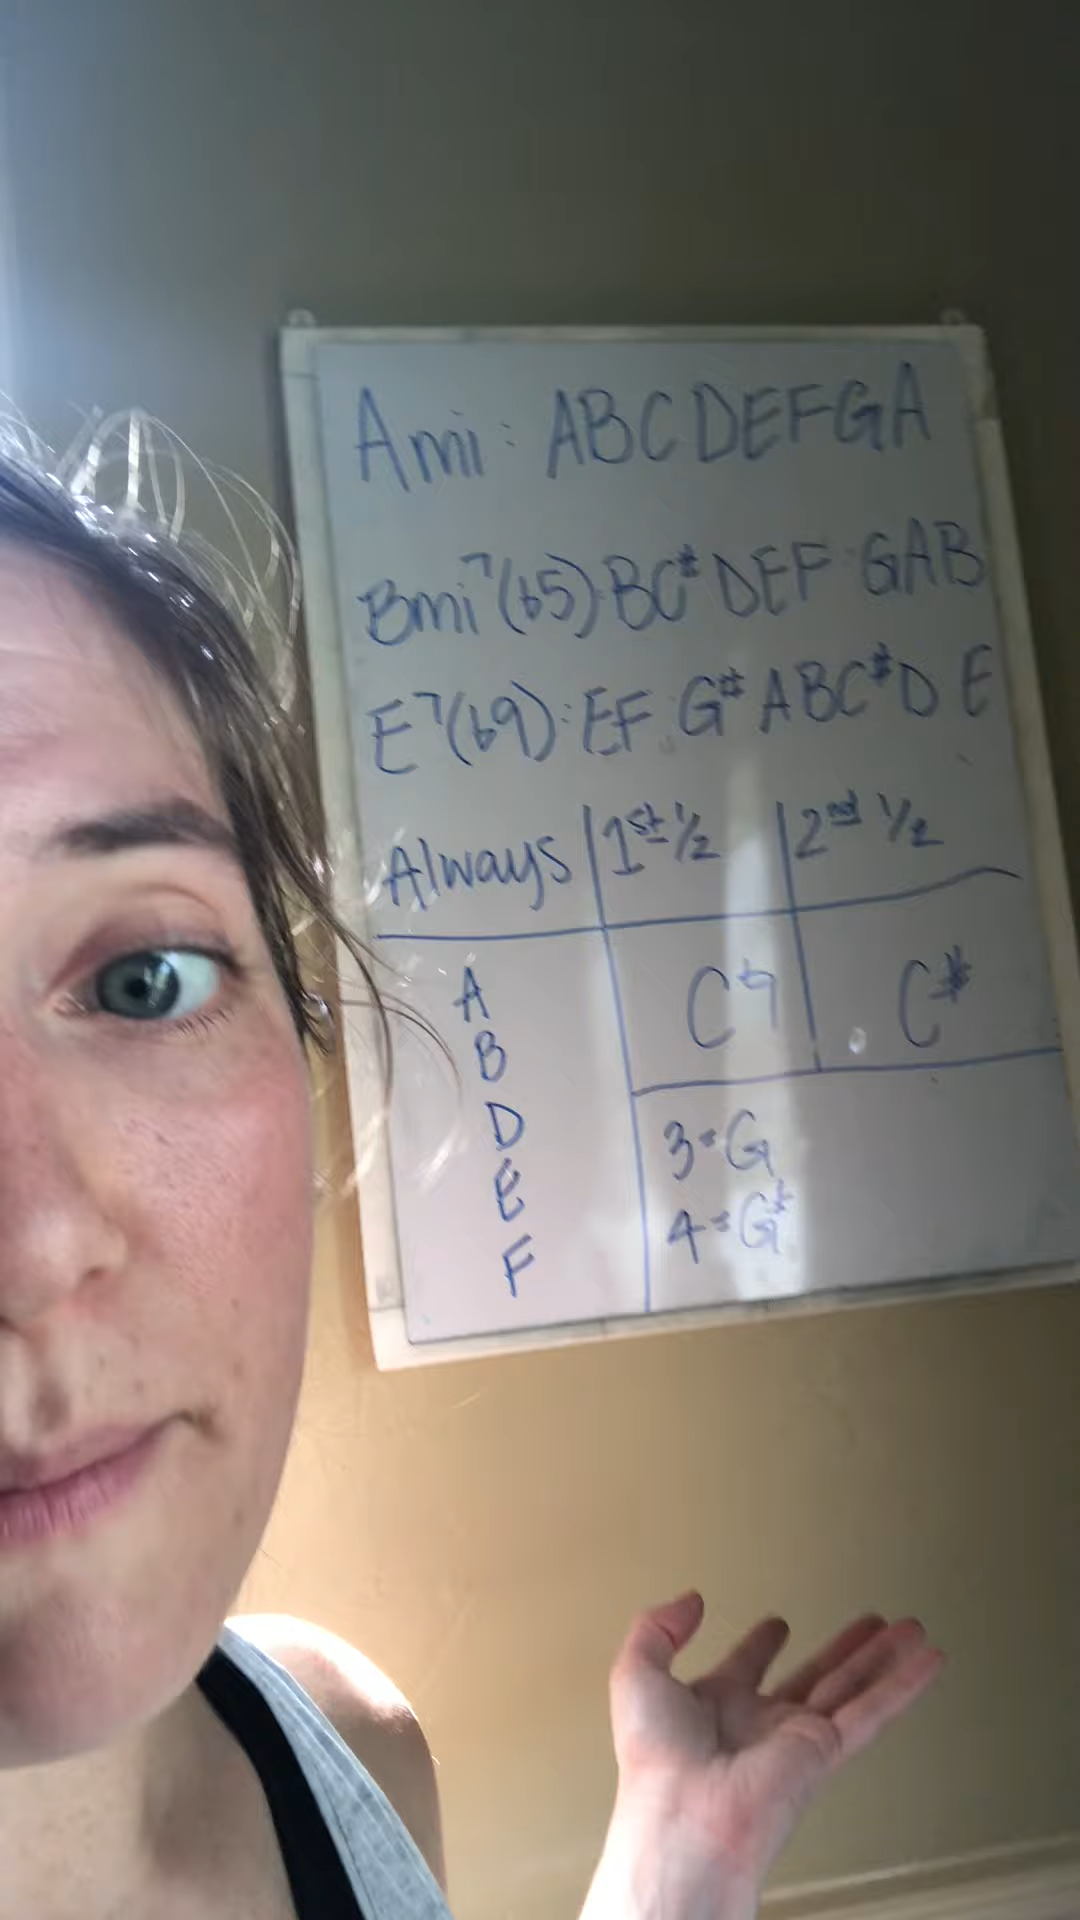 Ami: ABCDEFGA
Bmi⁷(b5): BC# DEF GAB
E⁷(b9): EF G# ABC# D E
Always 1st ½ 2nd ½
A
B
D
E
F
C♮ C#
3=G
4=G#